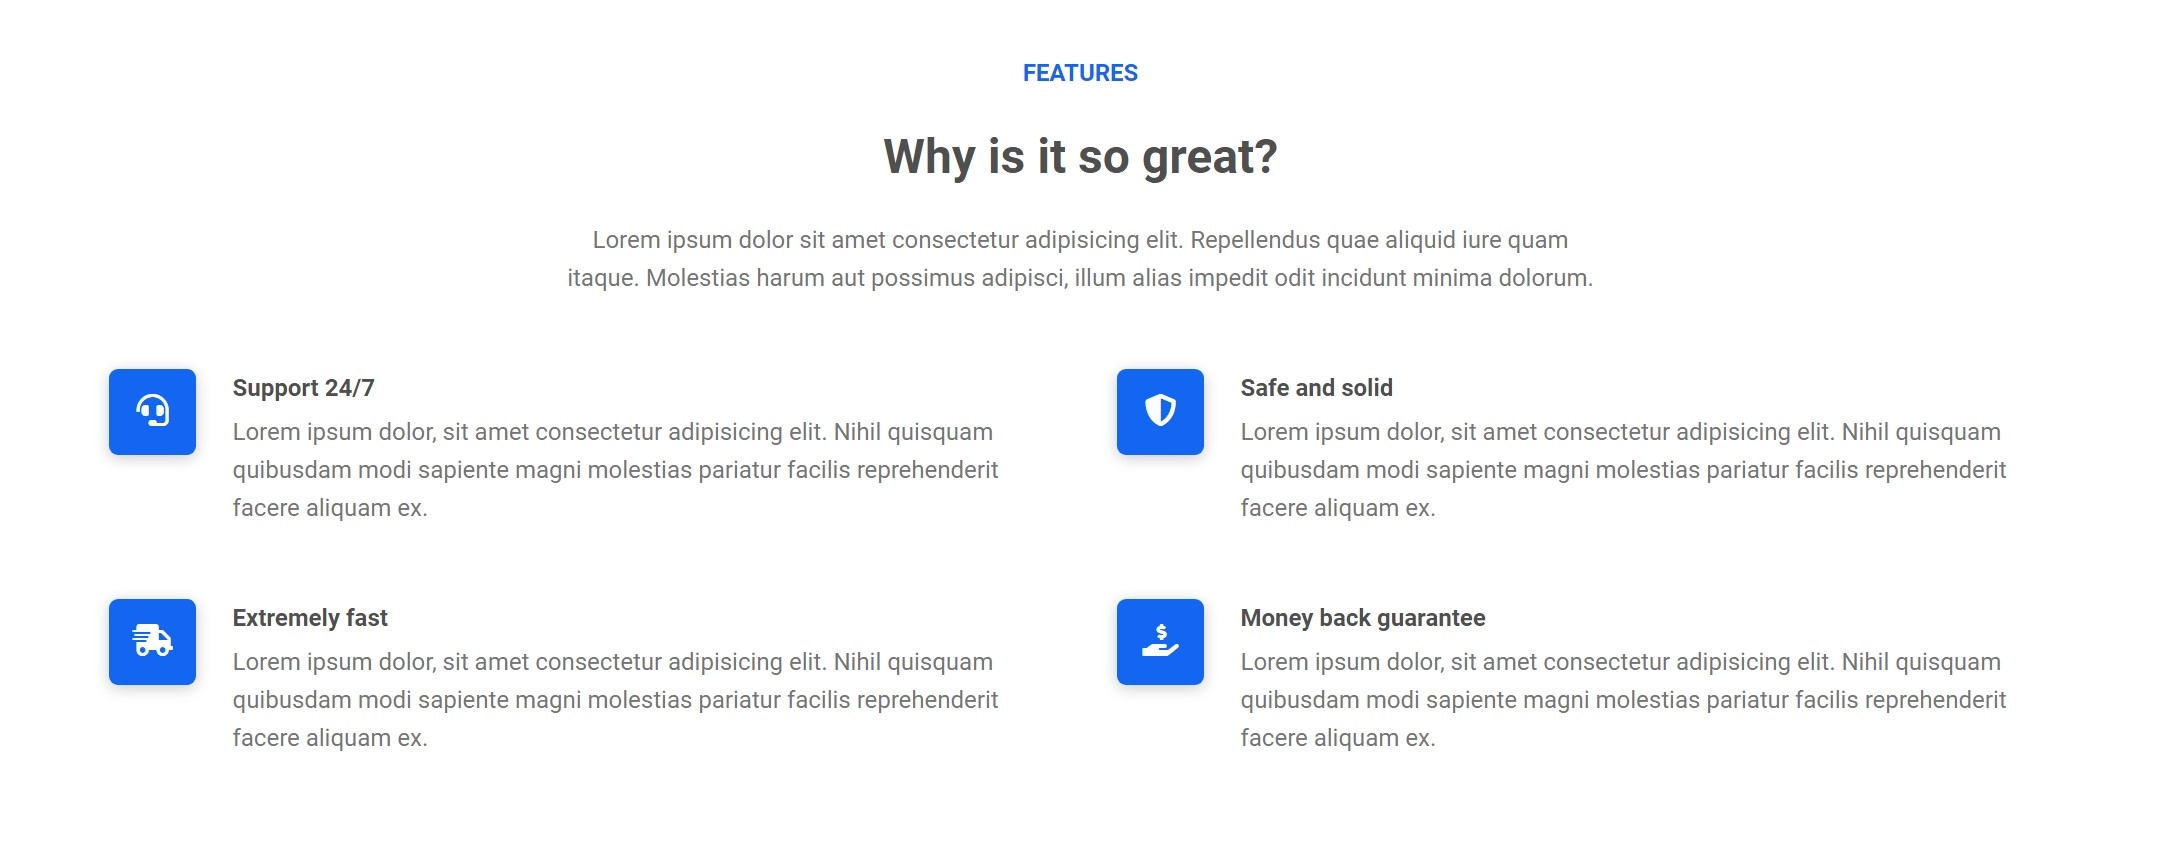 FEATURES
Why is it so great?
Lorem ipsum dolor sit amet consectetur adipisicing elit. Repellendus quae aliquid iure quam
itaque. Molestias harum aut possimus adipisci, illum alias impedit odit incidunt minima dolorum.
Support 24/7
Lorem ipsum dolor, sit amet consectetur adipisicing elit. Nihil quisquam
quibusdam modi sapiente magni molestias pariatur facilis reprehenderit
facere aliquam ex.
Safe and solid
Lorem ipsum dolor, sit amet consectetur adipisicing elit. Nihil quisquam
quibusdam modi sapiente magni molestias pariatur facilis reprehenderit
facere aliquam ex.
Extremely fast
Lorem ipsum dolor, sit amet consectetur adipisicing elit. Nihil quisquam
quibusdam modi sapiente magni molestias pariatur facilis reprehenderit
facere aliquam ex.
Money back guarantee
Lorem ipsum dolor, sit amet consectetur adipisicing elit. Nihil quisquam
quibusdam modi sapiente magni molestias pariatur facilis reprehenderit
facere aliquam ex.